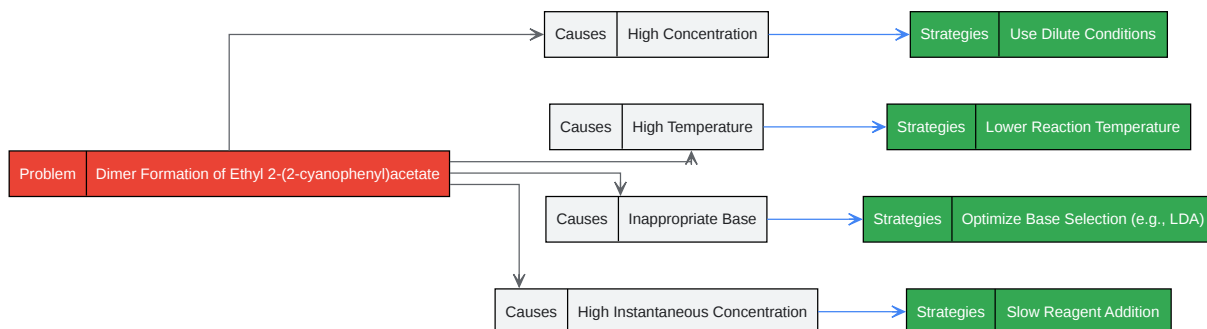 Causes High Concentration Strategies Use Dilute Conditions
Causes High Temperature Strategies Lower Reaction Temperature
Problem Dimer Formation of Ethyl 2-(2-cyanophenyl)acetate
Causes Inappropriate Base Strategies Optimize Base Selection (e.g., LDA)
Causes High Instantaneous Concentration Strategies Slow Reagent Addition